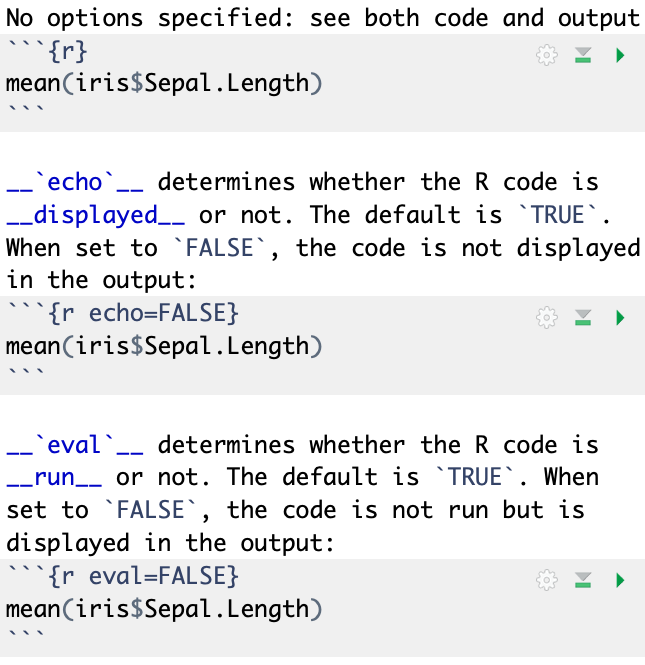 No options specified: see both code and output
```{r}
mean(iris$Sepal.Length)
```
__`echo`__ determines whether the R code is
__displayed__ or not. The default is `TRUE`.
When set to `FALSE`, the code is not displayed
in the output:
```{r echo=FALSE}
mean(iris$Sepal.Length)
```
__`eval`__ determines whether the R code is
__run__ or not. The default is `TRUE`. When
set to `FALSE`, the code is not run but is
displayed in the output:
```{r eval=FALSE}
mean(iris$Sepal.Length)
```